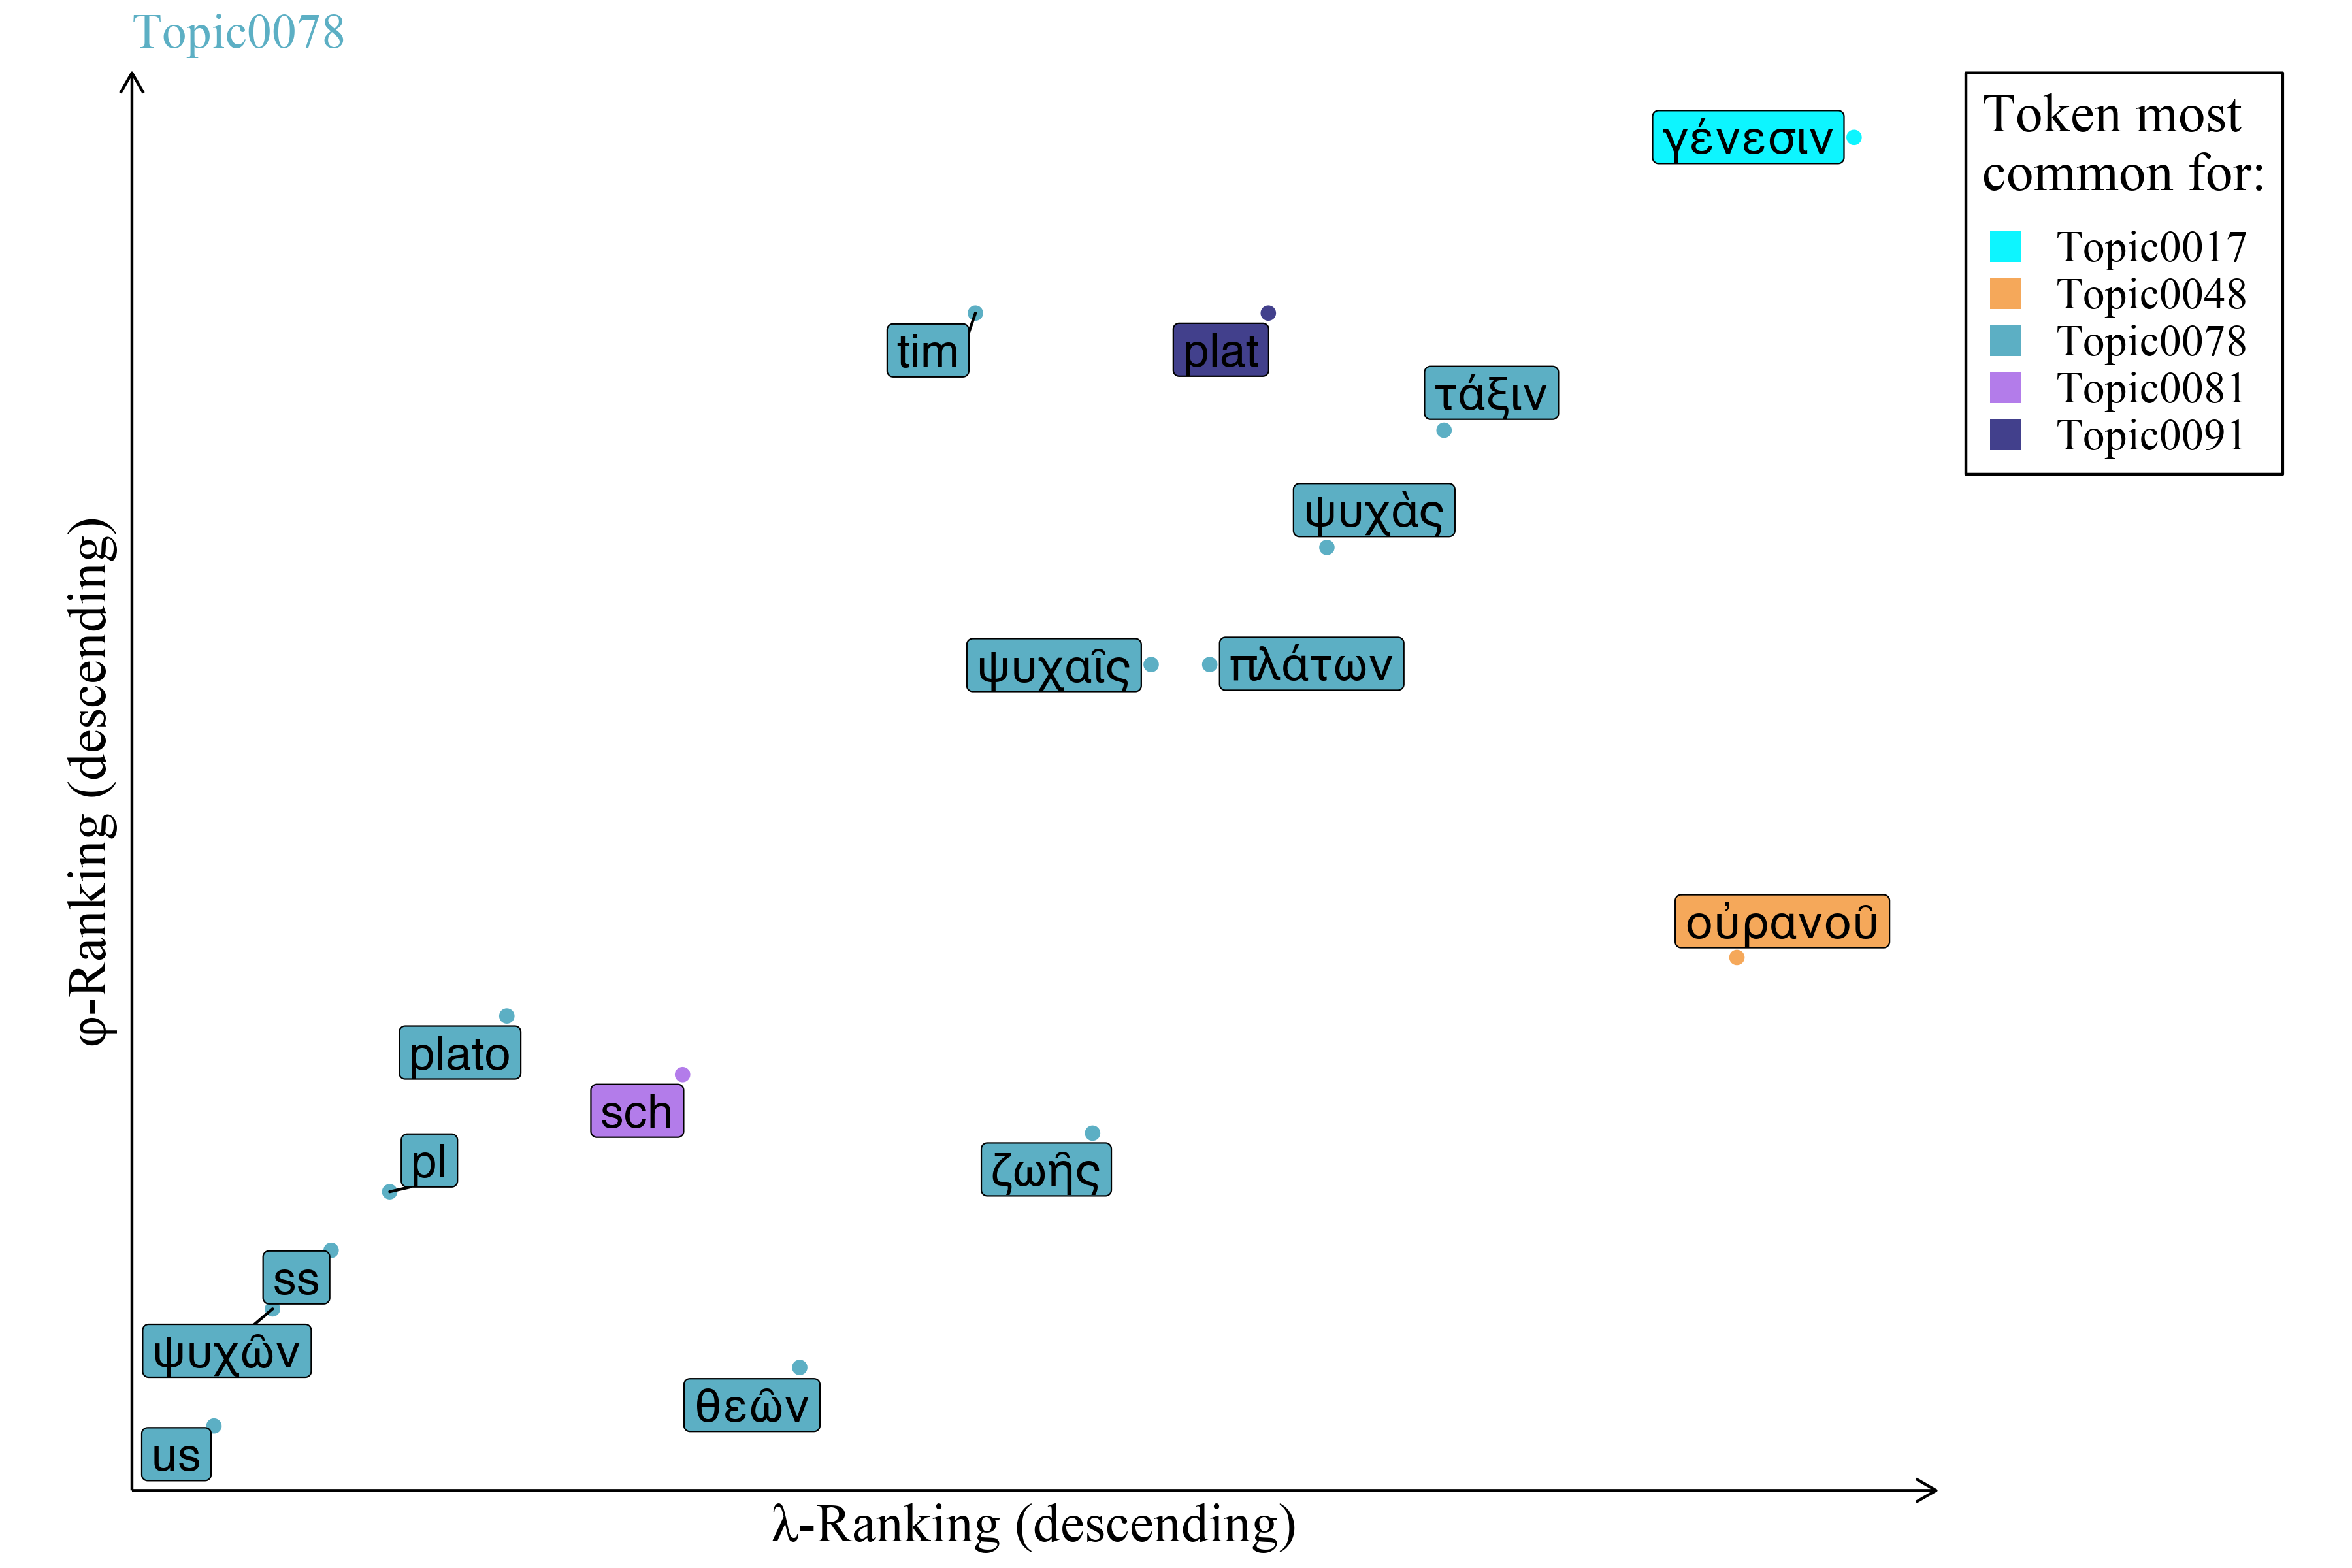 Topic0078
γένεσιν
Token most
common for:
Topic0017
Topic0048
Topic0078
Topic0081
Topic0091
tim
plat
τάξιν
ψυχὰς
ψυχαῖς
πλάτων
οὐρανοῦ
plato
sch
pl
ζωῆς
ss
ψυχῶν
θεῶν
us
φ-Ranking (descending)
λ-Ranking (descending)